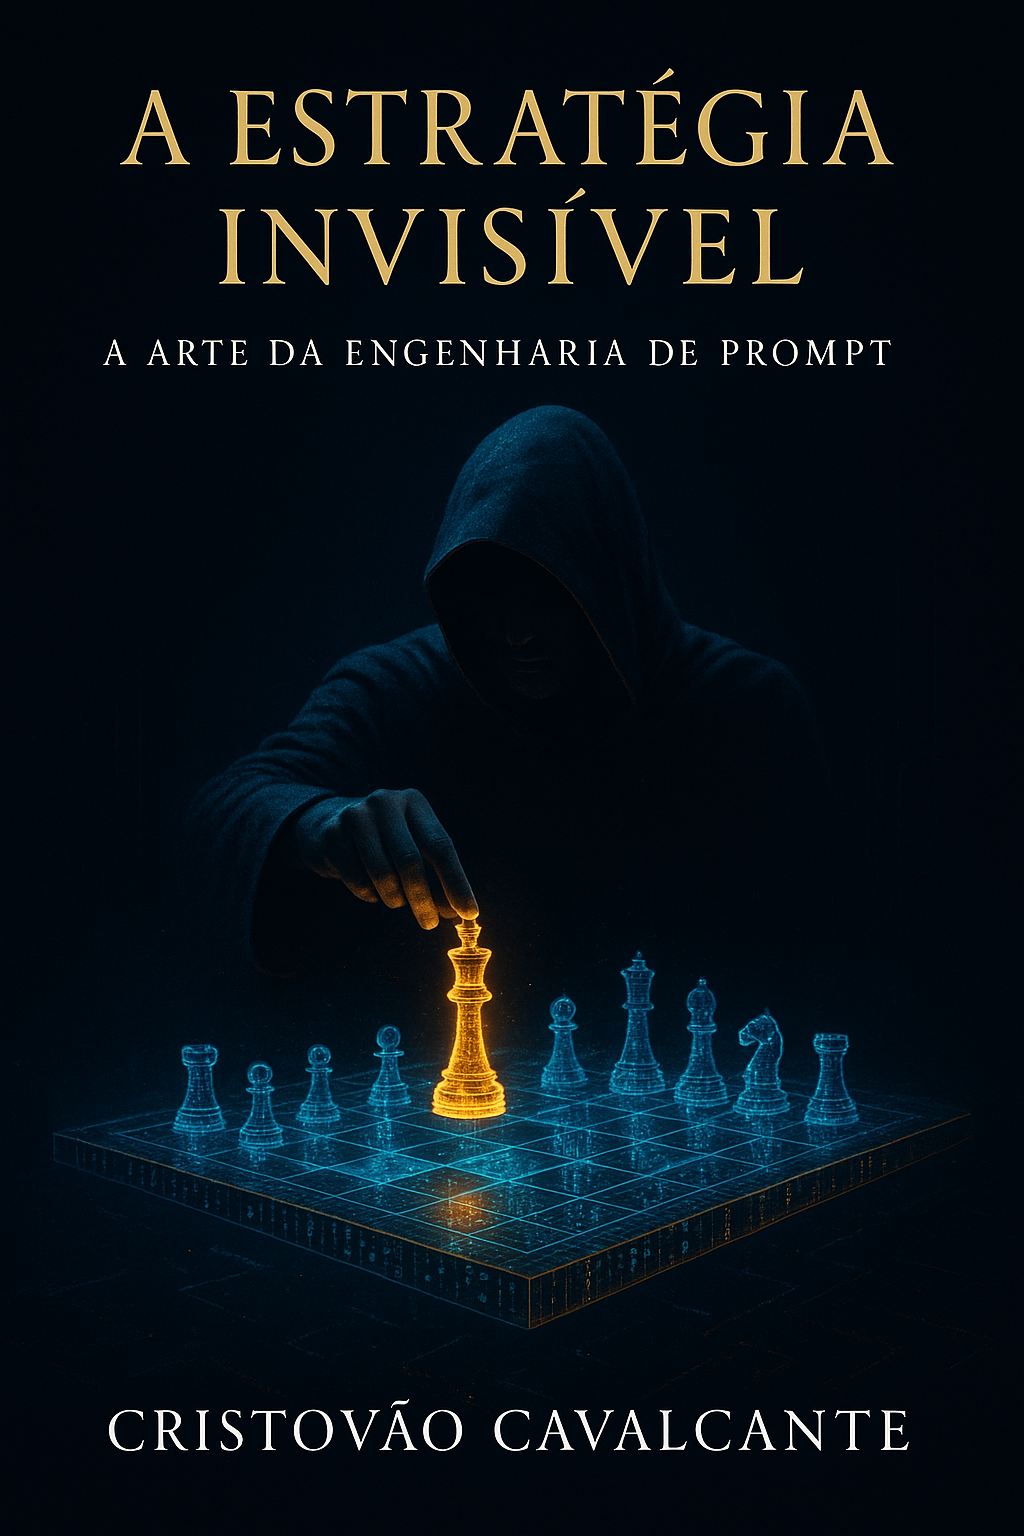 A ESTRATÉGIA
INVISÍVEL
A ARTE DA ENGENHARIA DE PROMPT
CRISTOVÃO CAVALCANTE